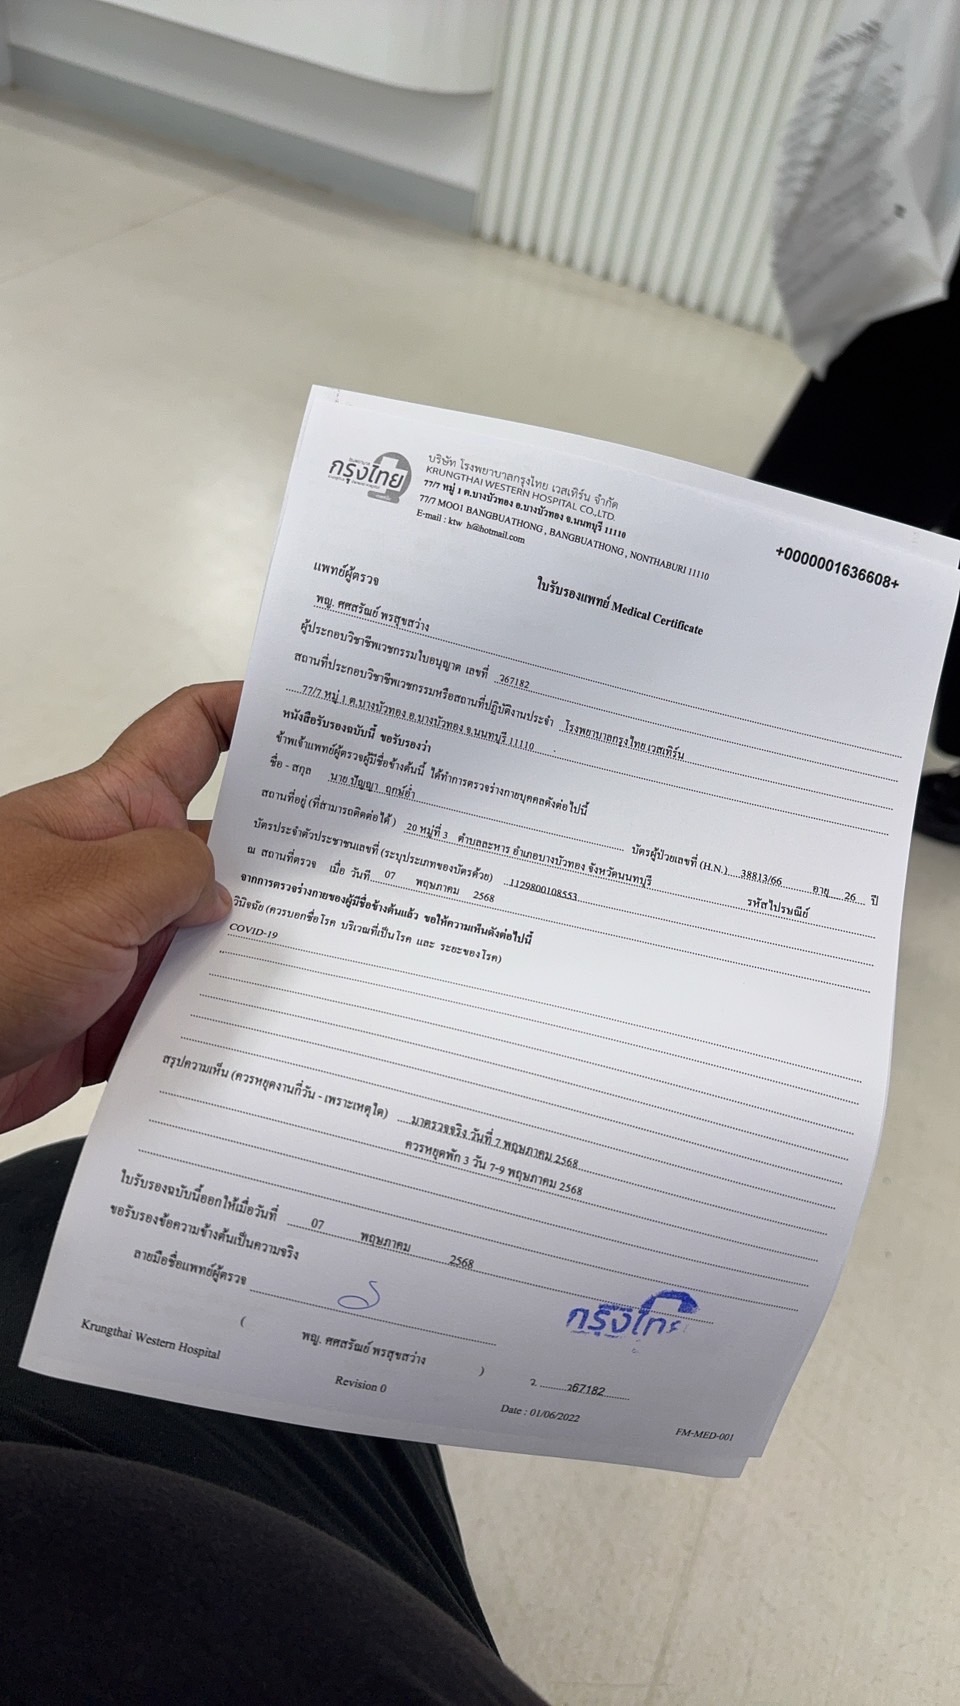 กรุงไทย
บริษัท โรงพยาบาลกรุงไทย เวสเทิร์น จำกัด
KRUNGTHAI WESTERN HOSPITAL CO.,LTD.
77/7 หมู่ 1 ต.บางบัวทอง อ.บางบัวทอง จ.นนทบุรี 11110
77/7 MOO1 BANGBUATHONG , BANGBUATHONG , NONTHABURI 11110
E-mail : ktw_h@hotmail.com
+0000001636608+
ใบรับรองแพทย์ Medical Certificate
แพทย์ผู้ตรวจ
พญ. ศศสรัณย์ พรสุขสว่าง
ผู้ประกอบวิชาชีพเวชกรรมใบอนุญาต เลขที่ ว67182
สถานที่ประกอบวิชาชีพเวชกรรมหรือสถานที่ปฏิบัติงานประจำ โรงพยาบาลกรุงไทย เวสเทิร์น
77/7 หมู่ 1 ต.บางบัวทอง อ.บางบัวทอง จ.นนทบุรี 11110
หนังสือรับรองฉบับนี้ ขอรับรองว่า
ข้าพเจ้าแพทย์ผู้ตรวจผู้มีชื่อข้างต้นนี้ ได้ทำการตรวจร่างกายบุคคลดังต่อไปนี้
ชื่อ - สกุล นาย ปัญญา ฤกษ์อ่ำ บัตรผู้ป่วยเลขที่ (H.N.) 38813/66 อายุ 26 ปี
สถานที่อยู่ (ที่สามารถติดต่อได้ ) 20 หมู่ที่ 3 ตำบลละหาร อำเภอบางบัวทอง จังหวัดนนทบุรี รหัสไปรษณีย์
บัตรประจำตัวประชาชนเลขที่ (ระบุประเภทของบัตรด้วย) 1129800108553
ณ สถานที่ตรวจ เมื่อ วันที่ 07 พฤษภาคม 2568
จากการตรวจร่างกายของผู้มีชื่อข้างต้นแล้ว ขอให้ความเห็นดังต่อไปนี้
วินิจฉัย (ควรบอกชื่อโรค บริเวณที่เป็นโรค และ ระยะของโรค)
COVID-19
สรุปความเห็น (ควรหยุดงานกี่วัน - เพราะเหตุใด) มาตรวจจริง วันที่ 7 พฤษภาคม 2568
ควรหยุดพัก 3 วัน 7-9 พฤษภาคม 2568
ใบรับรองฉบับนี้ออกให้เมื่อวันที่ 07 พฤษภาคม 2568
ขอรับรองข้อความข้างต้นเป็นความจริง
ลายมือชื่อแพทย์ผู้ตรวจ
กรุงไทย
( พญ. ศศสรัณย์ พรสุขสว่าง ) ว. ว67182
Krungthai Western Hospital Revision 0 Date : 01/06/2022 FM-MED-001